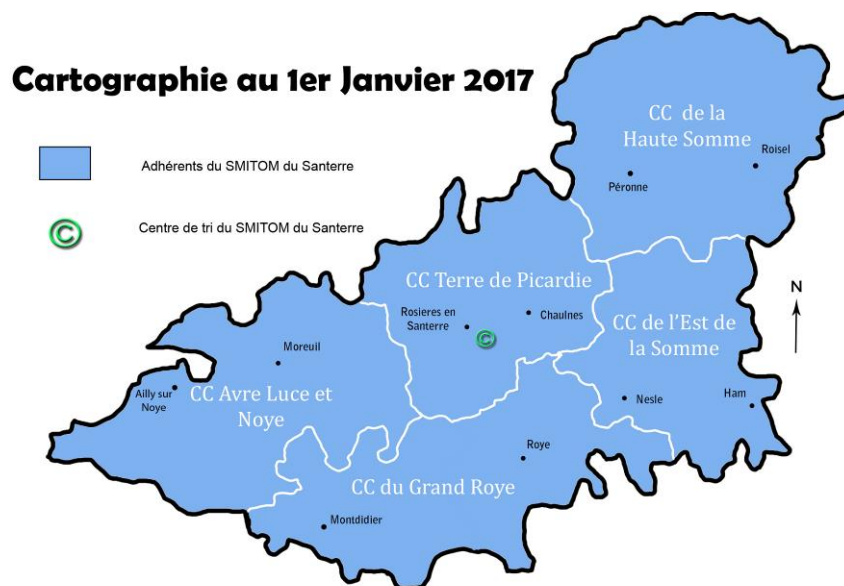 Cartographie au 1er Janvier 2017
Adhérents du SMITOM du Santerre
©
Centre de tri du SMITOM du Santerre
CC de la
Haute Somme
Roisel
Péronne
CC Terre de Picardie
Rosieres en
Santerre
Chaulnes
©
N
CC de l'Est de
la Somme
Moreuil
Ailly sur
Noye
CC Avre Luce et
Noye
Nesle
Ham
Roye
CC du Grand Roye
Montdidier